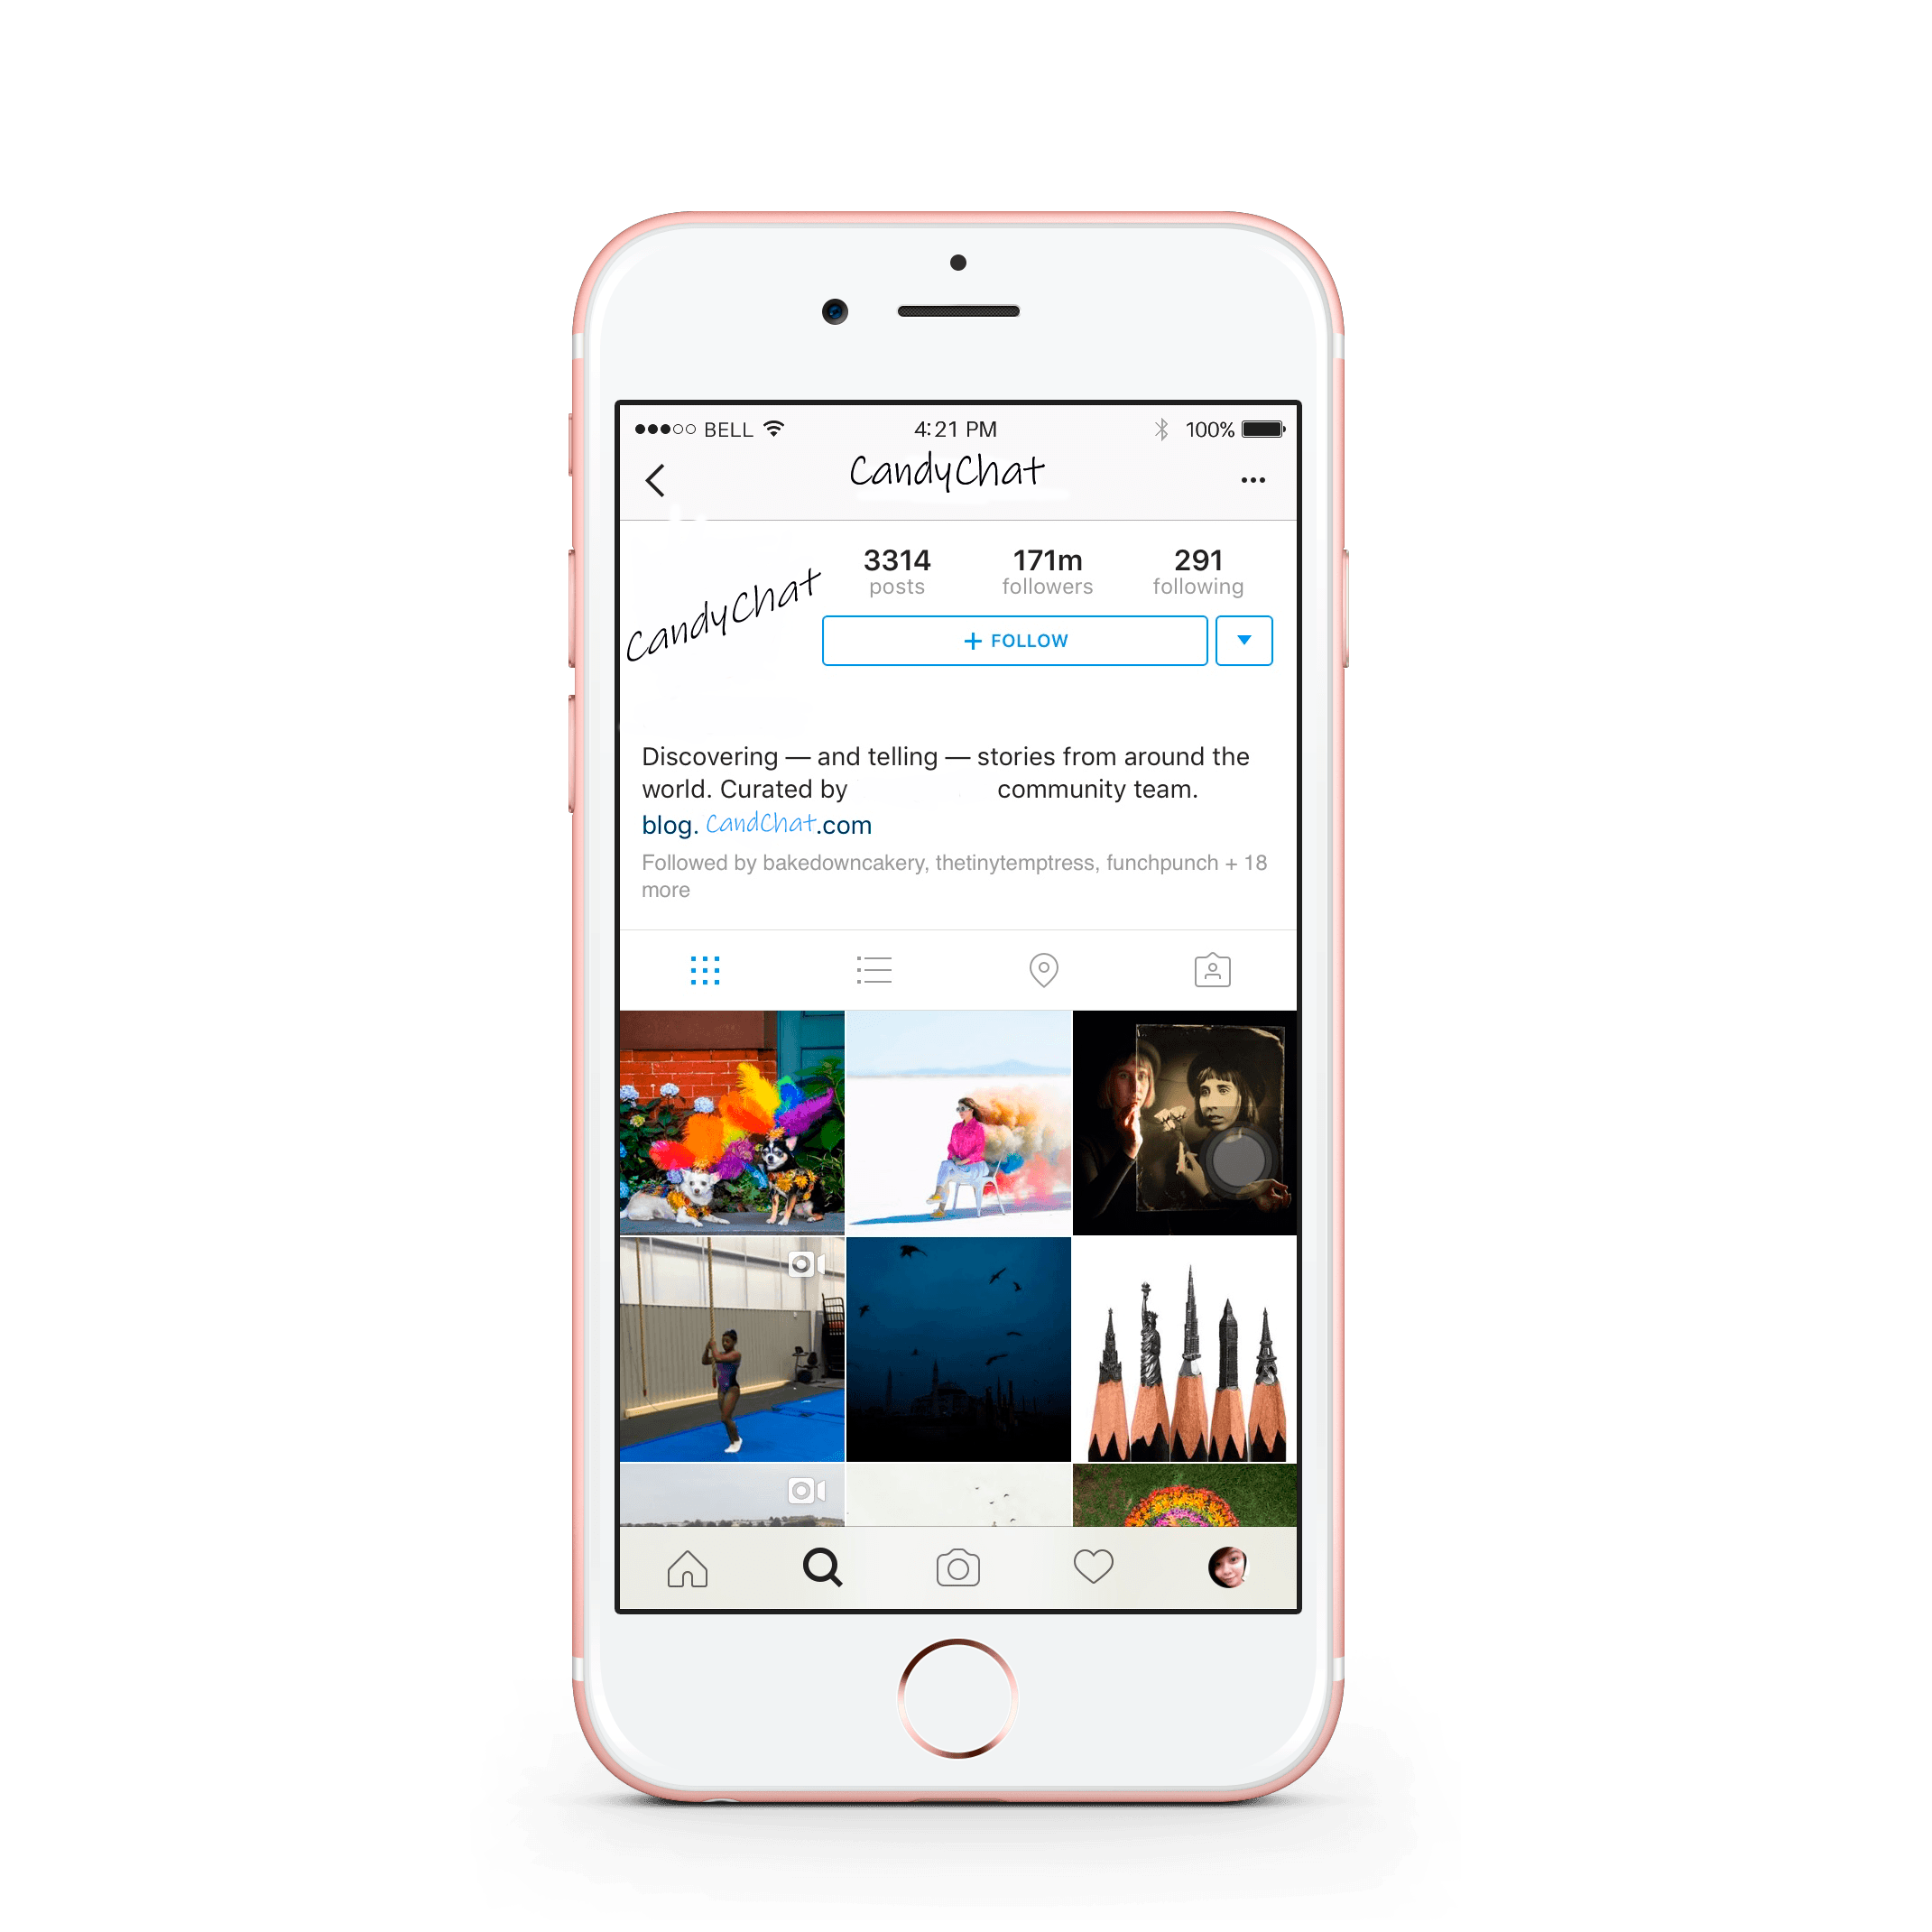 BELL 4:21 PM 100%
CandyChat
3314 171m 291
posts followers following
CandyChat
+ FOLLOW
Discovering — and telling — stories from around the
world. Curated by community team.
blog. CandChat.com
Followed by bakedowncakery, thetinytemptress, funchpunch + 18
more